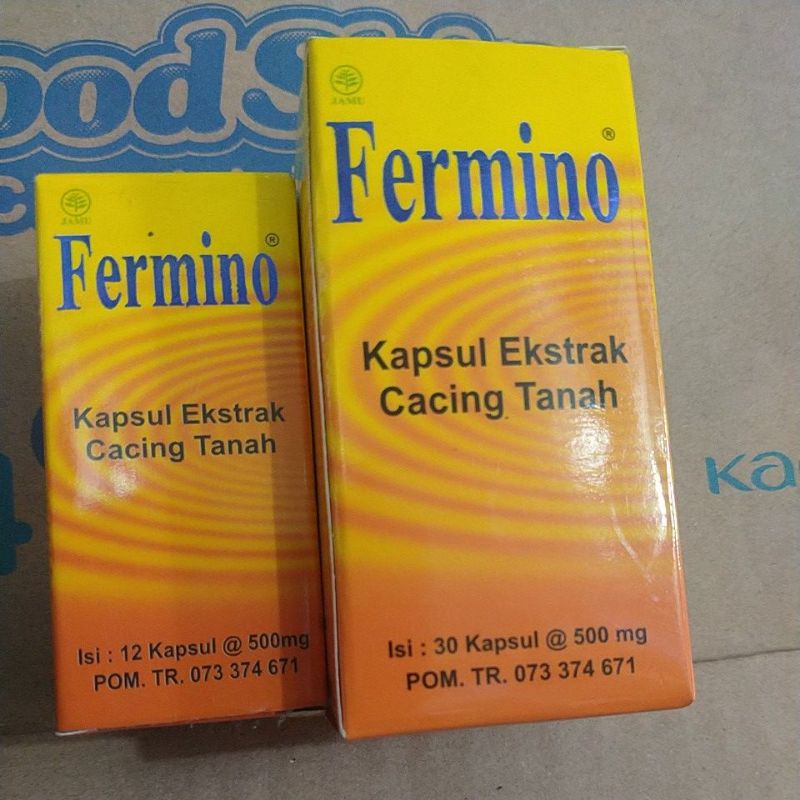 JAMU
Fermino®
Kapsul Ekstrak
Cacing Tanah
Isi : 12 Kapsul @ 500mg
POM. TR. 073 374 671
JAMU
Fermino®
Kapsul Ekstrak
Cacing Tanah
Isi : 30 Kapsul @ 500 mg
POM. TR. 073 374 671